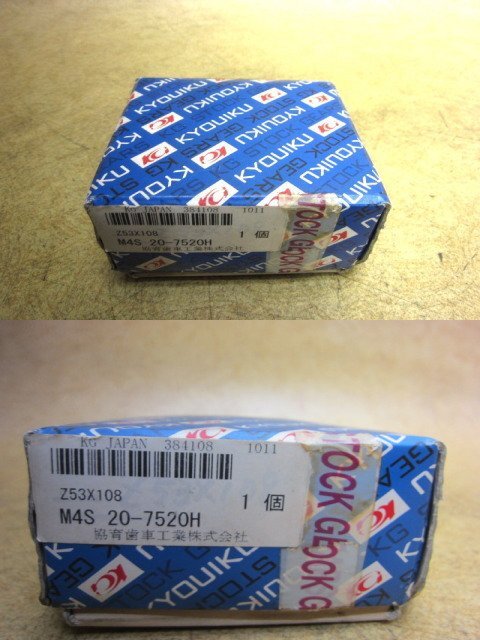 KYOUIKU
KG STOCK GEARS
KG JAPAN 384108 1011
Z53X108
1 個
M4S 20-7520H
協育歯車工業株式会社
STOCK GEARS
KG JAPAN 384108 1011
Z53X108
1 個
M4S 20-7520H
協育歯車工業株式会社
KYOUIKU